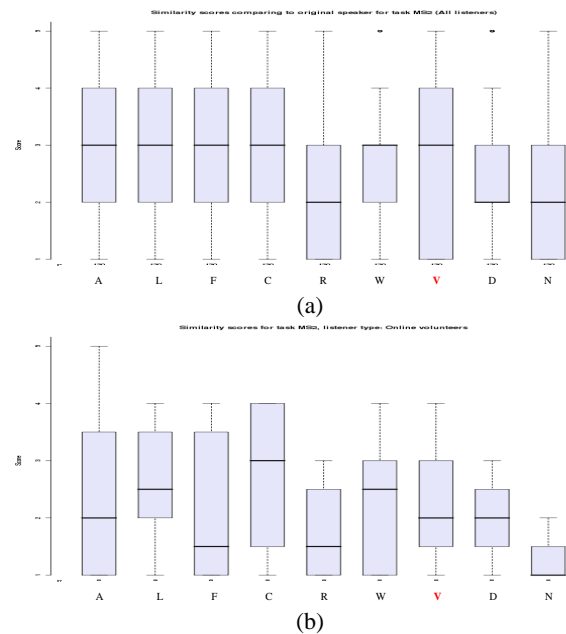 Similarity scores comparing to original speaker for task MS2 (All listeners)
5
4
3
2
1
Score
A L F C R W V D N
(a)
Similarity scores for task MS2, listener type: Online volunteers
5
4
3
2
1
Score
A L F C R W V D N
(b)